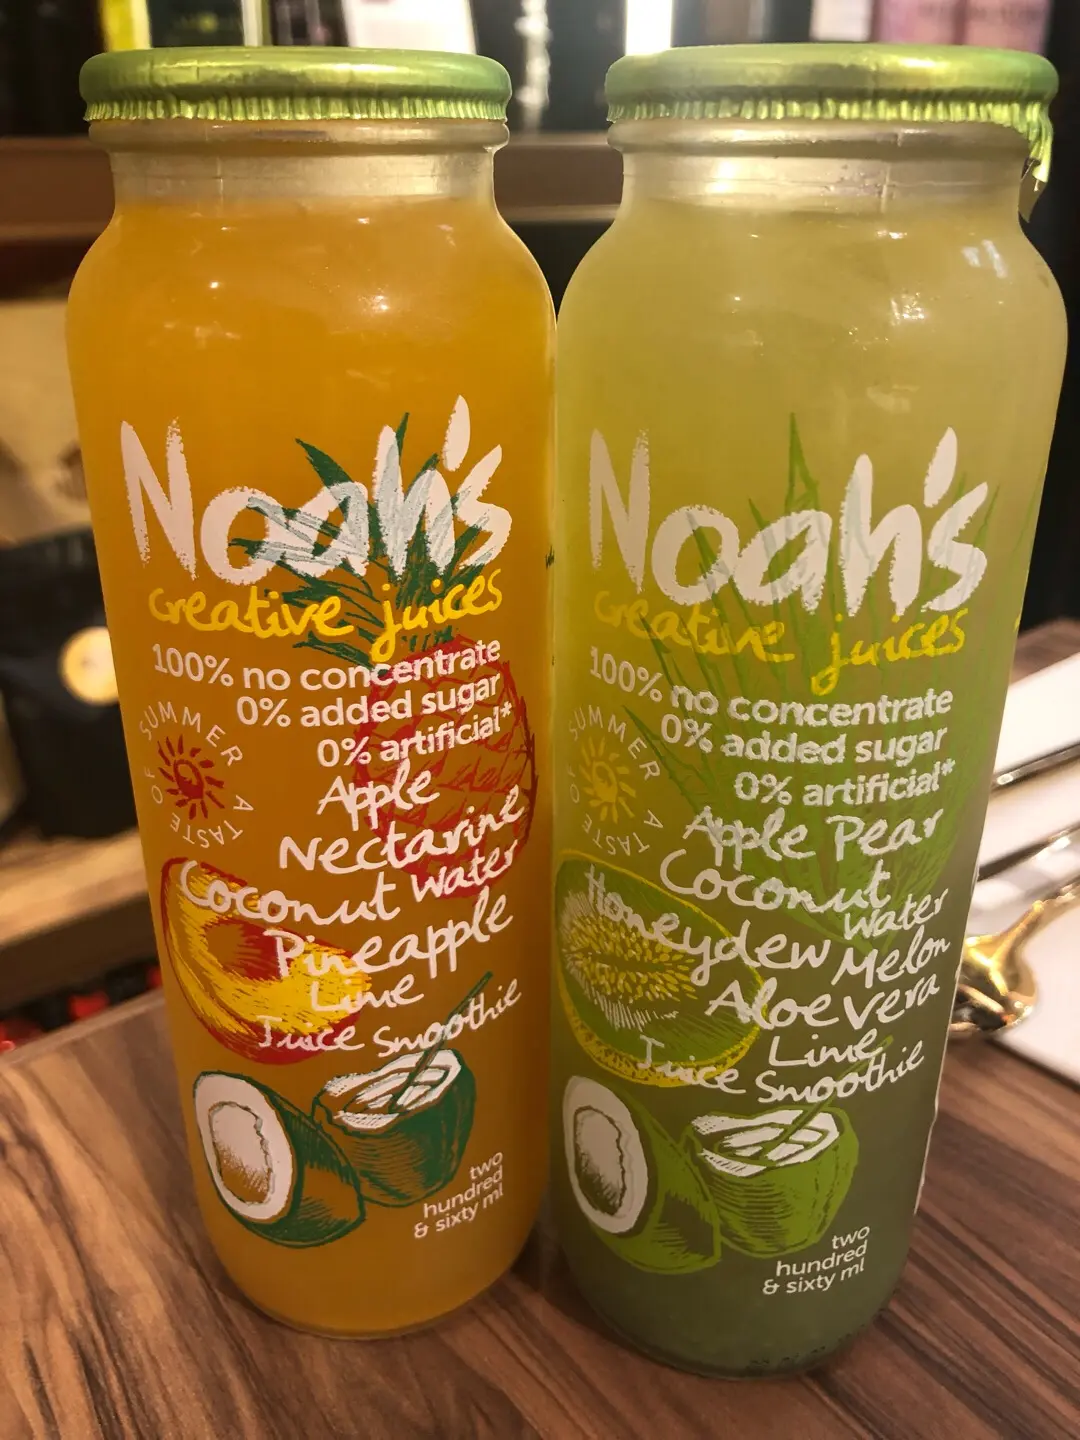 Noah's
creative juices
100% no concentrate
0% added sugar
0% artificial*
A TASTE OF SUMMER
Apple
Nectarine
Coconut Water
Pineapple
Lime
Juice Smoothie
two
hundred
& sixty ml
Noah's
creative juices
100% no concentrate
0% added sugar
0% artificial*
A TASTE OF SUMMER
Apple Pear
Coconut
Water
Honeydew Melon
Aloe vera
Lime
Juice Smoothie
two
hundred
& sixty ml